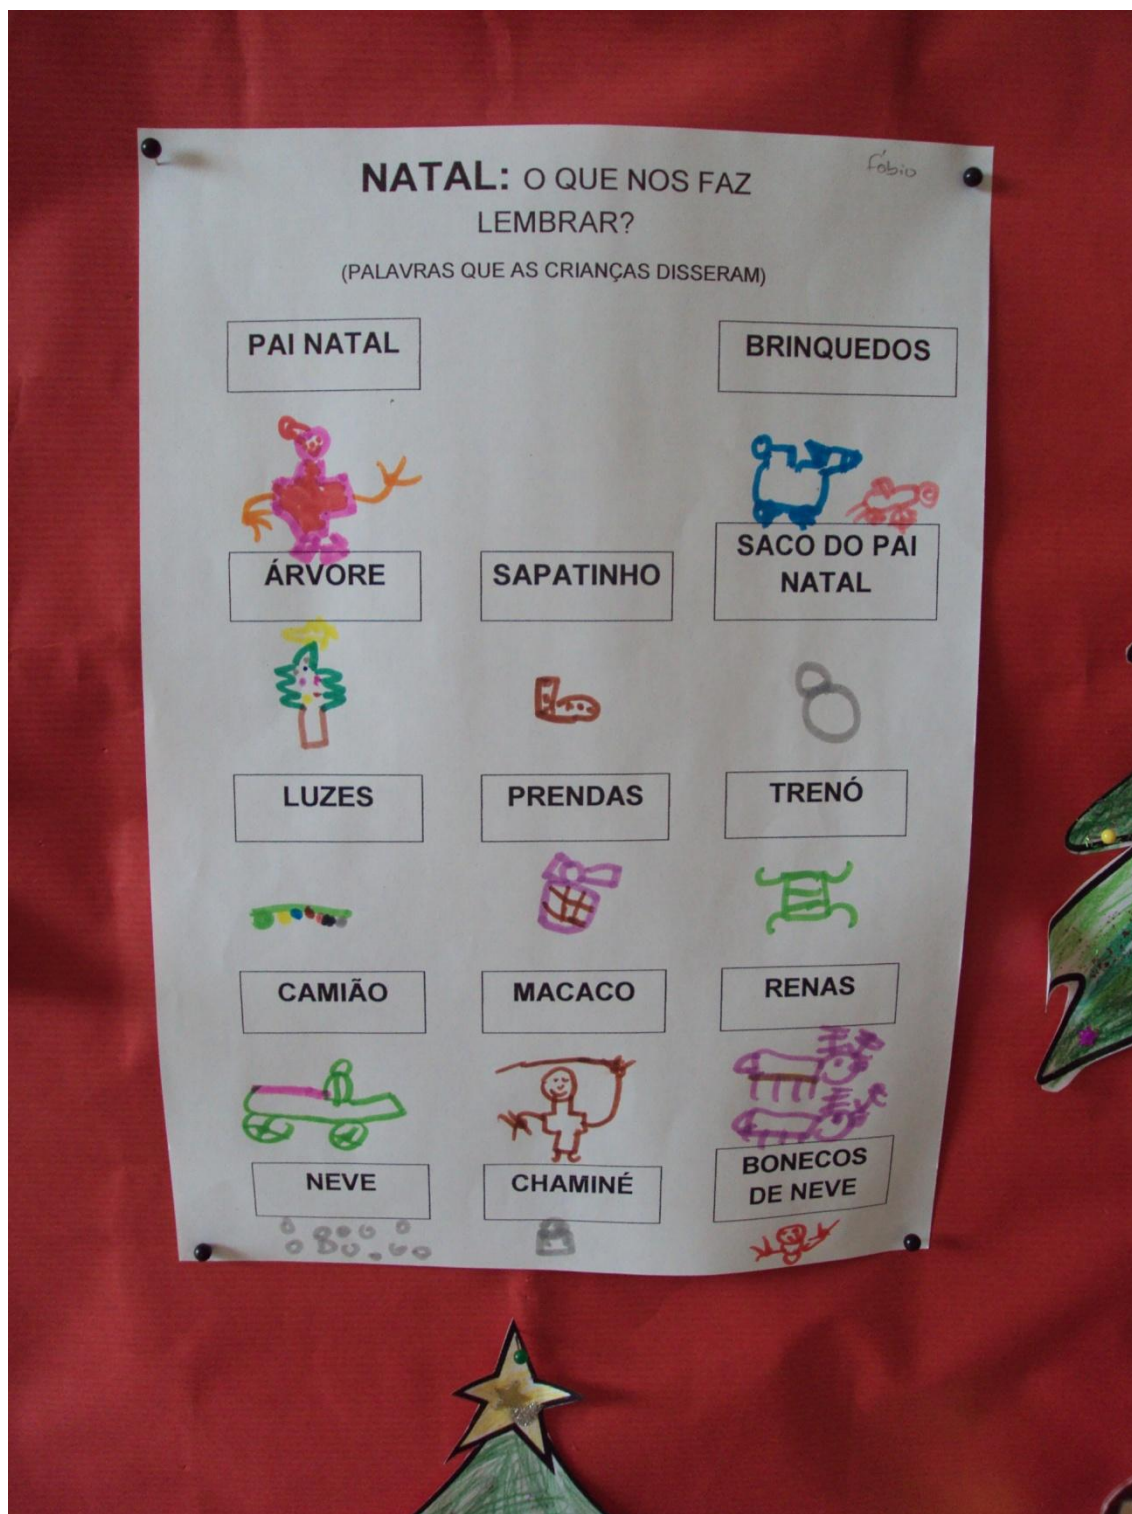 Fábio
NATAL: O QUE NOS FAZ
LEMBRAR?
(PALAVRAS QUE AS CRIANÇAS DISSERAM)
PAI NATAL
BRINQUEDOS
ÁRVORE
SAPATINHO
SACO DO PAI
NATAL
LUZES
PRENDAS
TRENÓ
CAMIÃO
MACACO
RENAS
NEVE
CHAMINÉ
BONECOS
DE NEVE